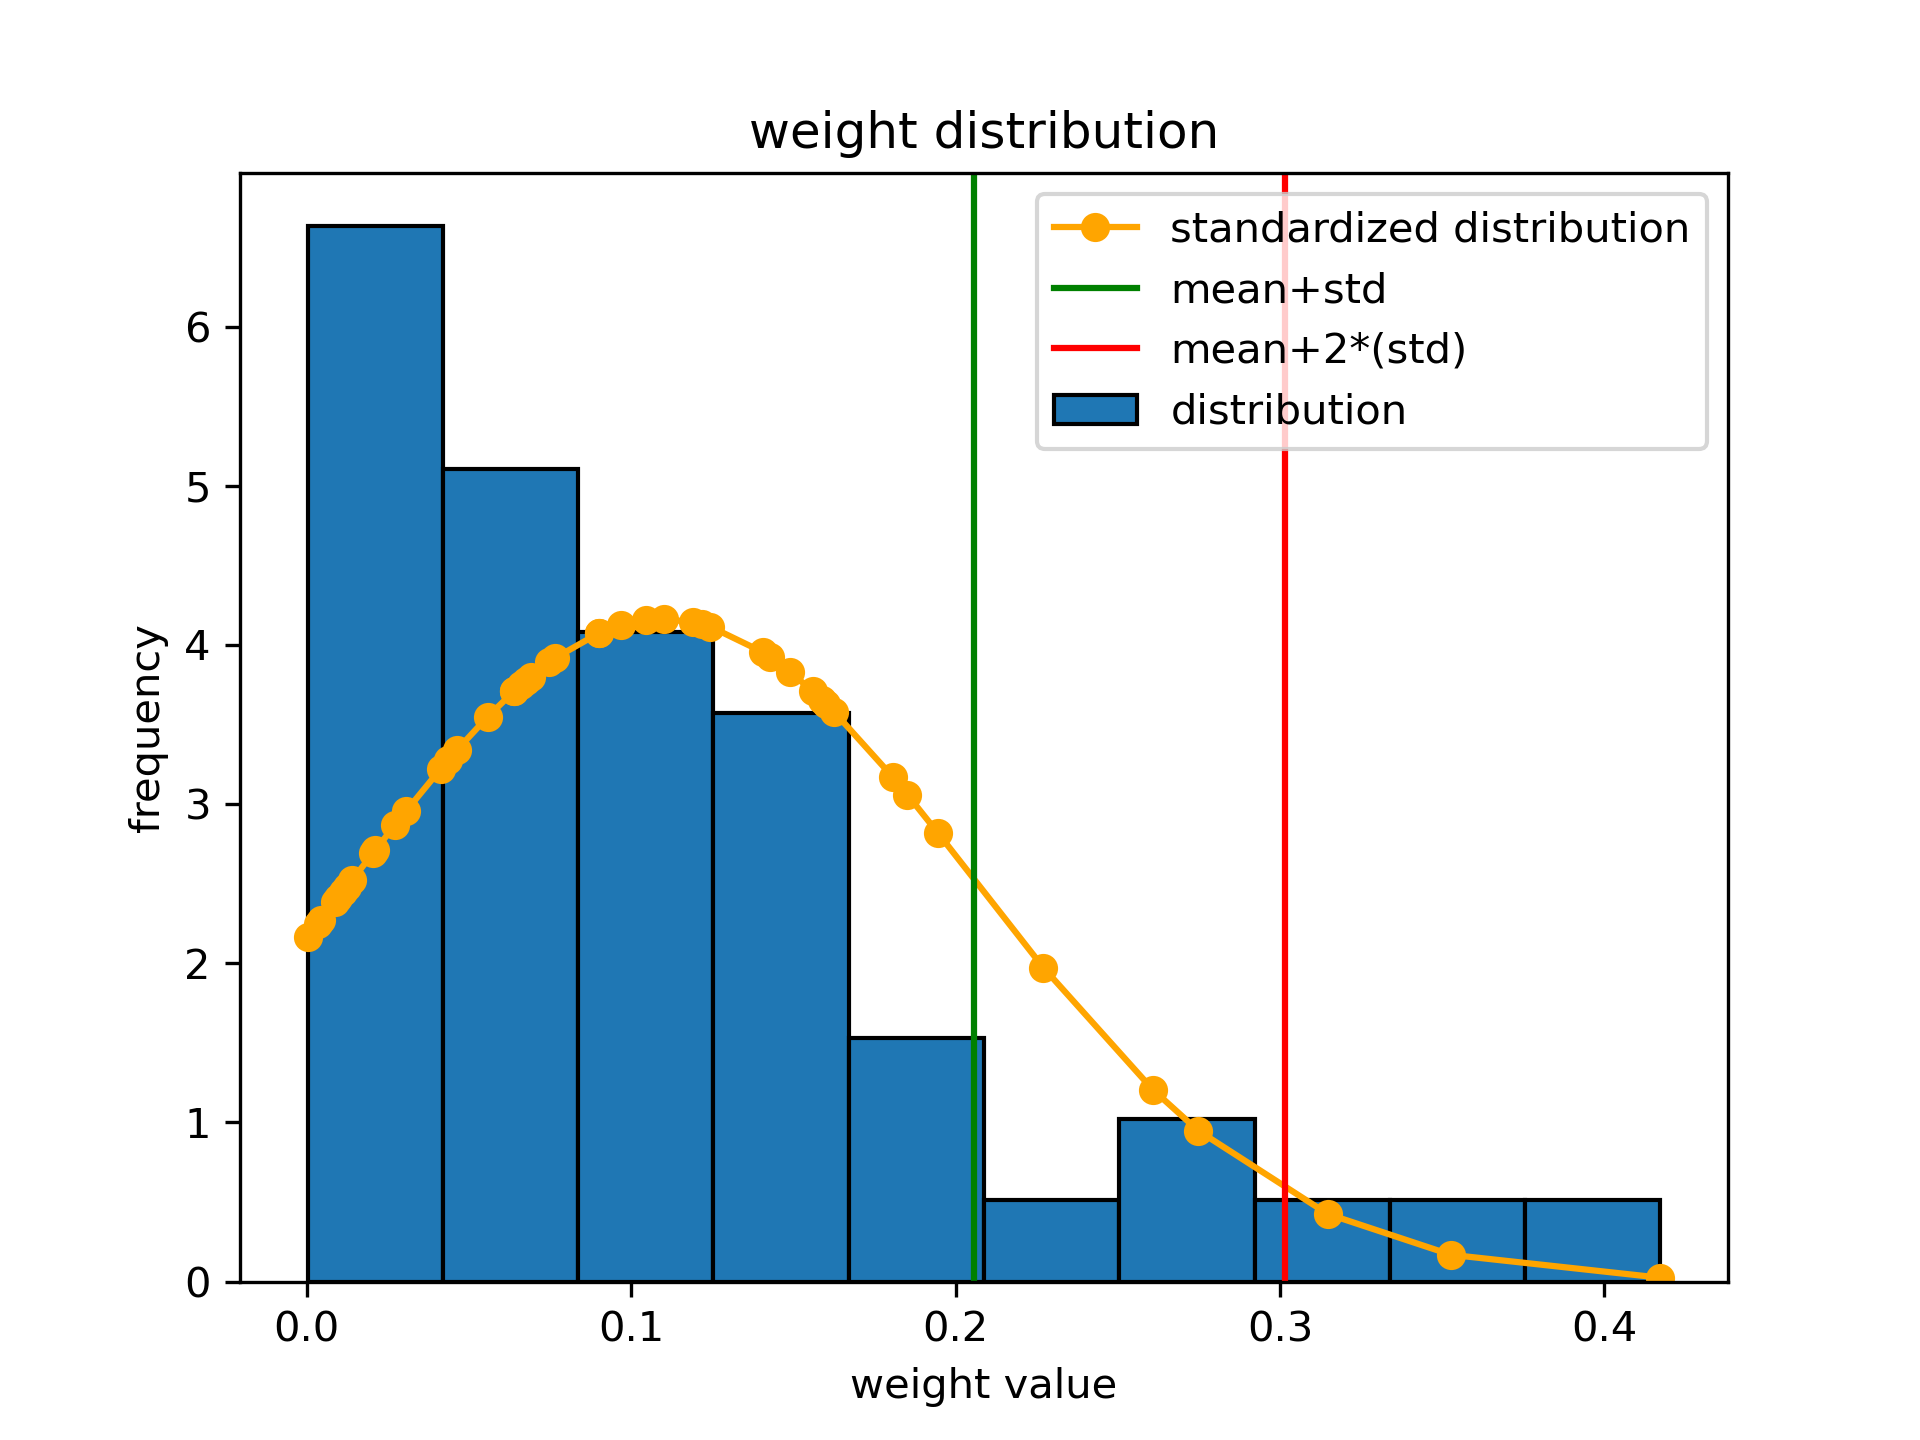 weight distribution
standardized distribution
mean+std
mean+2*(std)
distribution
frequency
6
5
4
3
2
1
0
0.0 0.1 0.2 0.3 0.4
weight value